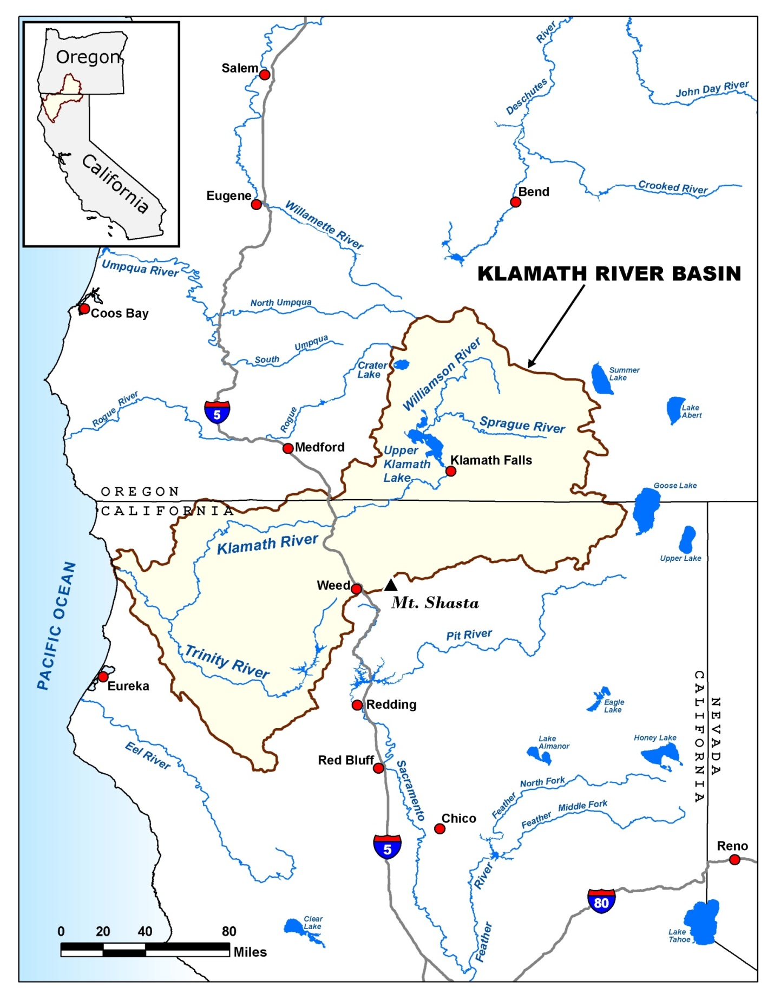 Oregon
California
River
Deschutes
John Day River
Salem
Eugene
Willamette River
Bend
Crooked River
Umpqua River
KLAMATH RIVER BASIN
Coos Bay
North Umpqua
South
Umpqua
Crater
Lake
Williamson River
Summer
Lake
Rogue River
5
Rogue
Lake
Abert
Sprague River
Medford
Upper
Klamath
Lake
Klamath Falls
Goose Lake
OREGON
CALIFORNIA
Klamath River
Upper Lake
PACIFIC OCEAN
Weed
Mt. Shasta
Pit River
Trinity River
Eureka
Redding
Eagle
Lake
CALIFORNIA
NEVADA
Eel River
Red Bluff
Sacramento
Lake
Almanor
Honey Lake
North Fork
Feather
Middle Fork
Feather
Chico
5
Reno
River
Feather
80
Clear
Lake
Lake
Tahoe
0 20 40 80
Miles